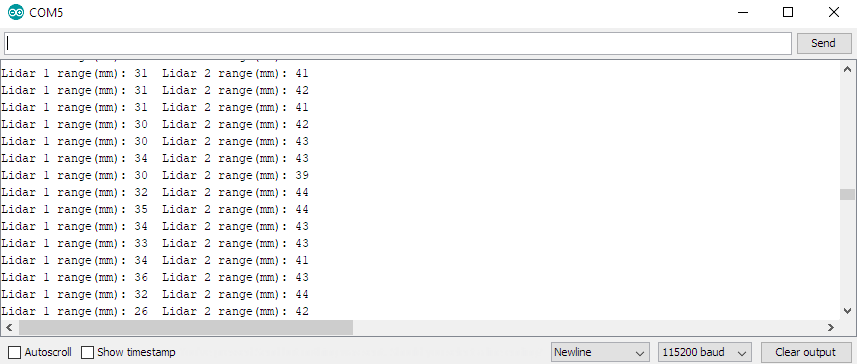 COM5
Send
Lidar 1 range(mm): 31  Lidar 2 range(mm): 41
Lidar 1 range(mm): 31  Lidar 2 range(mm): 42
Lidar 1 range(mm): 31  Lidar 2 range(mm): 41
Lidar 1 range(mm): 30  Lidar 2 range(mm): 42
Lidar 1 range(mm): 30  Lidar 2 range(mm): 43
Lidar 1 range(mm): 34  Lidar 2 range(mm): 43
Lidar 1 range(mm): 30  Lidar 2 range(mm): 39
Lidar 1 range(mm): 32  Lidar 2 range(mm): 44
Lidar 1 range(mm): 35  Lidar 2 range(mm): 44
Lidar 1 range(mm): 34  Lidar 2 range(mm): 43
Lidar 1 range(mm): 33  Lidar 2 range(mm): 43
Lidar 1 range(mm): 34  Lidar 2 range(mm): 41
Lidar 1 range(mm): 36  Lidar 2 range(mm): 43
Lidar 1 range(mm): 32  Lidar 2 range(mm): 44
Lidar 1 range(mm): 26  Lidar 2 range(mm): 42
Autoscroll Show timestamp Newline 115200 baud Clear output